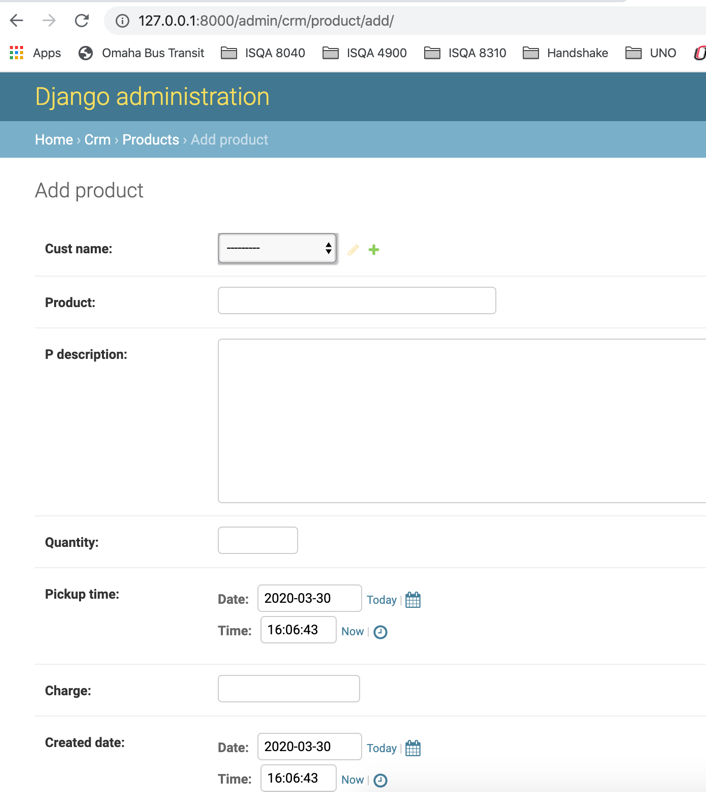 127.0.0.1:8000/admin/crm/product/add/
Apps Omaha Bus Transit ISQA 8040 ISQA 4900 ISQA 8310 Handshake UNO
Django administration
Home › Crm › Products › Add product
Add product
Cust name: ---------
Product:
P description:
Quantity:
Pickup time: Date: 2020-03-30 Today |
Time: 16:06:43 Now |
Charge:
Created date: Date: 2020-03-30 Today |
Time: 16:06:43 Now |